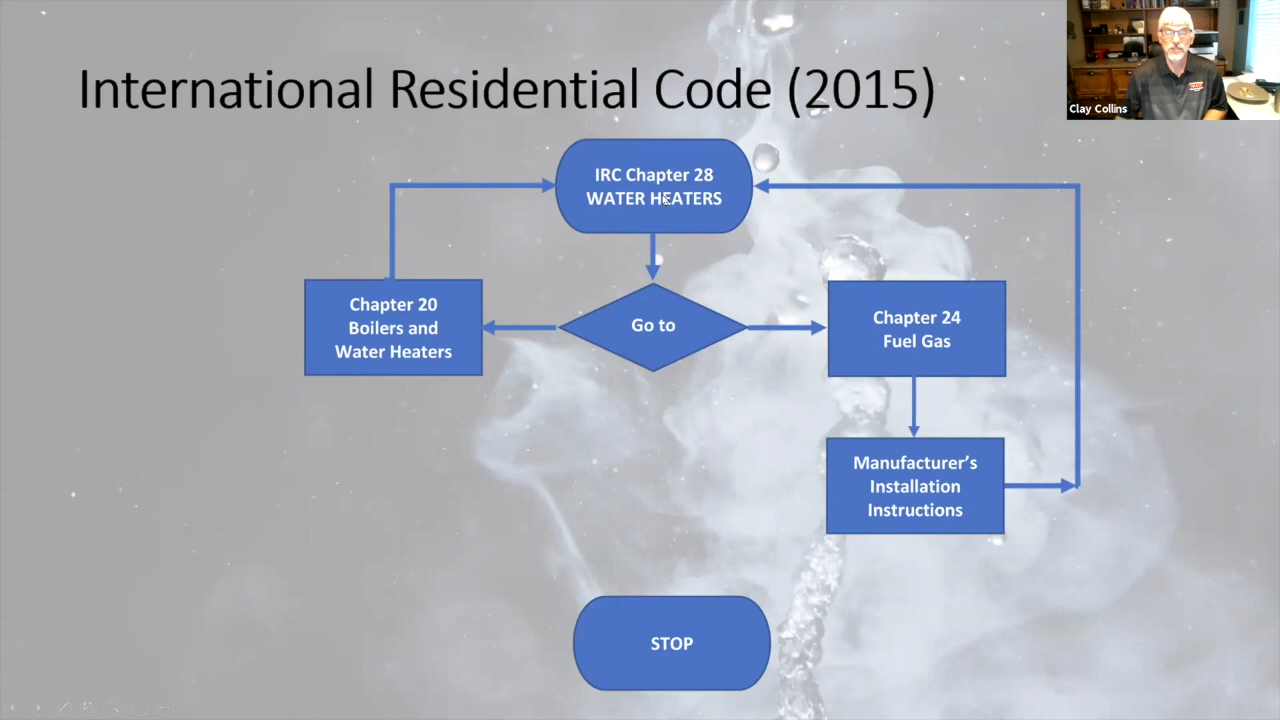 International Residential Code (2015)
Clay Collins
IRC Chapter 28
WATER HEATERS
Chapter 20
Boilers and
Water Heaters
Go to
Chapter 24
Fuel Gas
Manufacturer’s
Installation
Instructions
STOP